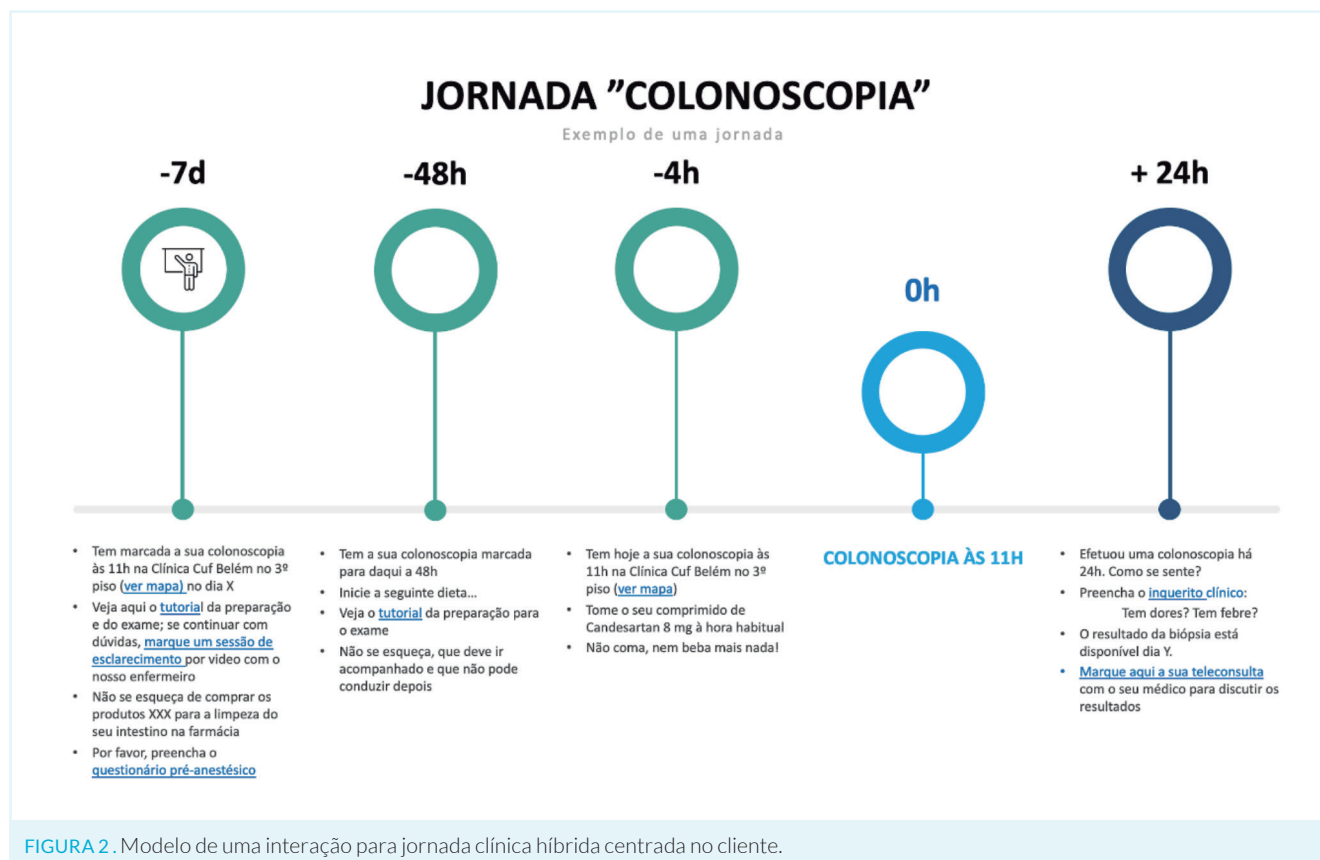 JORNADA ”COLONOSCOPIA”
Exemplo de uma jornada
-7d
-48h
-4h
0h
+ 24h
• Tem marcada a sua colonoscopia
às 11h na Clínica Cuf Belém no 3º
piso (ver mapa) no dia X
• Veja aqui o tutorial da preparação
e do exame; se continuar com
dúvidas, marque um sessão de
esclarecimento por video com o
nosso enfermeiro
• Não se esqueça de comprar os
produtos XXX para a limpeza do
seu intestino na farmácia
• Por favor, preencha o
questionário pré-anestésico
• Tem a sua colonoscopia marcada
para daqui a 48h
• Inicie a seguinte dieta...
• Veja o tutorial da preparação para
o exame
• Não se esqueça, que deve ir
acompanhado e que não pode
conduzir depois
• Tem hoje a sua colonoscopia às
11h na Clínica Cuf Belém no 3º
piso (ver mapa)
• Tome o seu comprimido de
Candesartan 8 mg à hora habitual
• Não coma, nem beba mais nada!
COLONOSCOPIA ÀS 11H
• Efetuou uma colonoscopia há
24h. Como se sente?
• Preencha o inquerito clínico:
Tem dores? Tem febre?
• O resultado da biópsia está
disponível dia Y.
• Marque aqui a sua teleconsulta
com o seu médico para discutir os
resultados
FIGURA 2 . Modelo de uma interação para jornada clínica híbrida centrada no cliente.